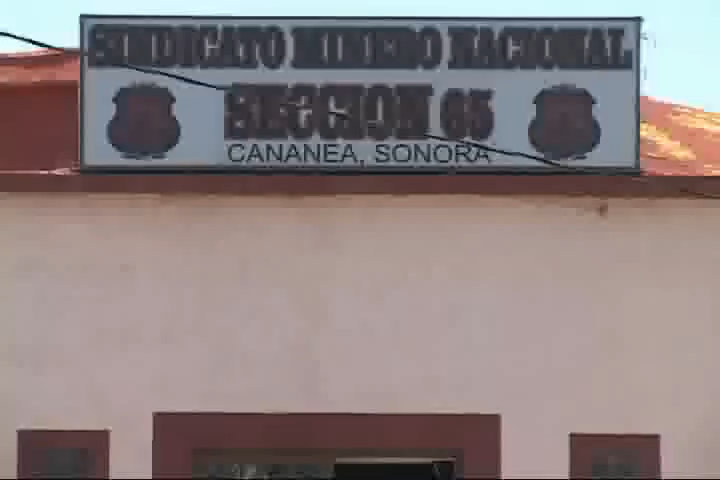 SINDICATO MINERO NACIONAL
SECCION 65
CANANEA, SONORA